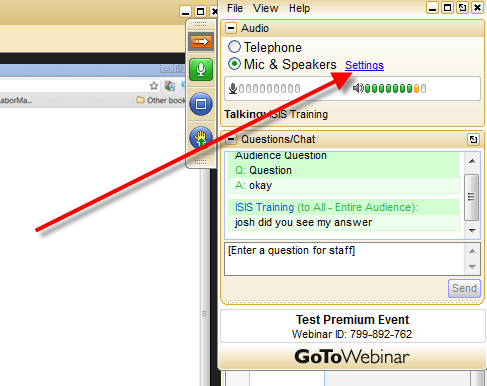 File View Help
Audio
Telephone
Mic & Speakers Settings
Talking: ISIS Training
aborMa...
Other book
Questions/Chat
Audience Question
Q: Question
A: okay
ISIS Training (to All - Entire Audience):
josh did you see my answer
[Enter a question for staff]
Send
Test Premium Event
Webinar ID: 799-892-762
GoToWebinar